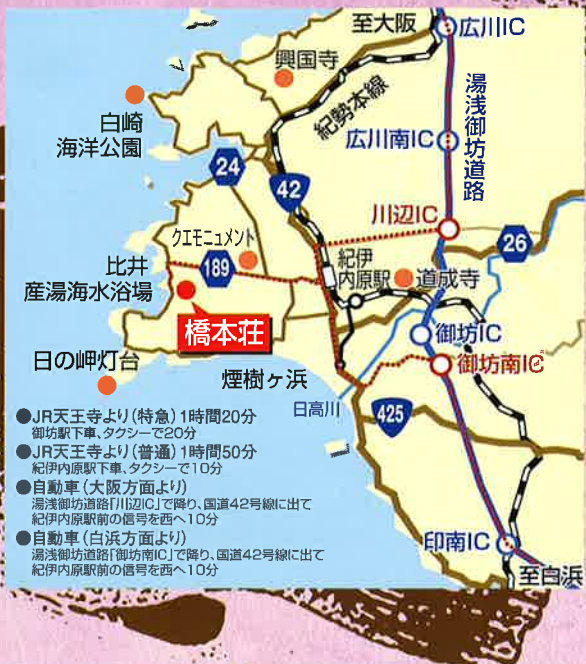 至大阪
広川IC
興国寺
紀勢本線
湯浅御坊道路
白崎
海洋公園
広川南IC
24
42
川辺IC
クエモニュメント
26
比井
産湯海水浴場
189
紀伊
内原駅
道成寺
橋本荘
御坊IC
日の岬灯台
煙樹ヶ浜
御坊南IC
日高川
425
●JR天王寺より(特急)1時間20分
御坊駅下車、タクシーで20分
●JR天王寺より(普通)1時間50分
紀伊内原駅下車、タクシーで10分
●自動車(大阪方面より)
湯浅御坊道路「川辺IC」で降り、国道42号線に出て
紀伊内原駅前の信号を西へ10分
●自動車(白浜方面より)
湯浅御坊道路「御坊南IC」で降り、国道42号線に出て
紀伊内原駅前の信号を西へ10分
印南IC
至白浜